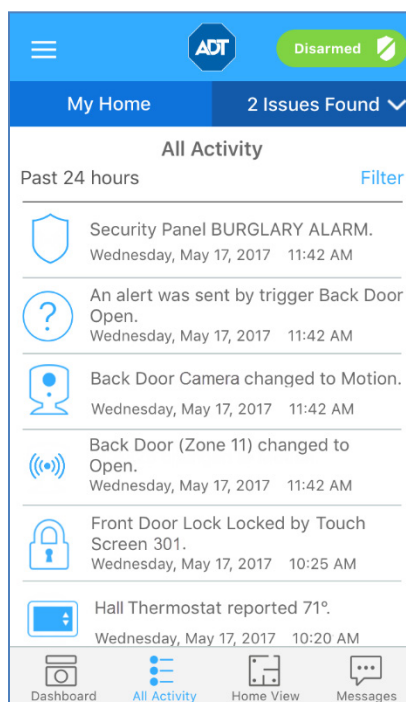 ADT
Disarmed
My Home
2 Issues Found
All Activity
Past 24 hours
Filter
Security Panel BURGLARY ALARM.
Wednesday, May 17, 2017 11:42 AM
?
An alert was sent by trigger Back Door
Open.
Wednesday, May 17, 2017 11:42 AM
Back Door Camera changed to Motion.
Wednesday, May 17, 2017 11:42 AM
Back Door (Zone 11) changed to
Open.
Wednesday, May 17, 2017 11:42 AM
Front Door Lock Locked by Touch
Screen 301.
Wednesday, May 17, 2017 10:25 AM
Hall Thermostat reported 71°.
Wednesday, May 17, 2017 10:20 AM
Dashboard
All Activity
Home View
Messages